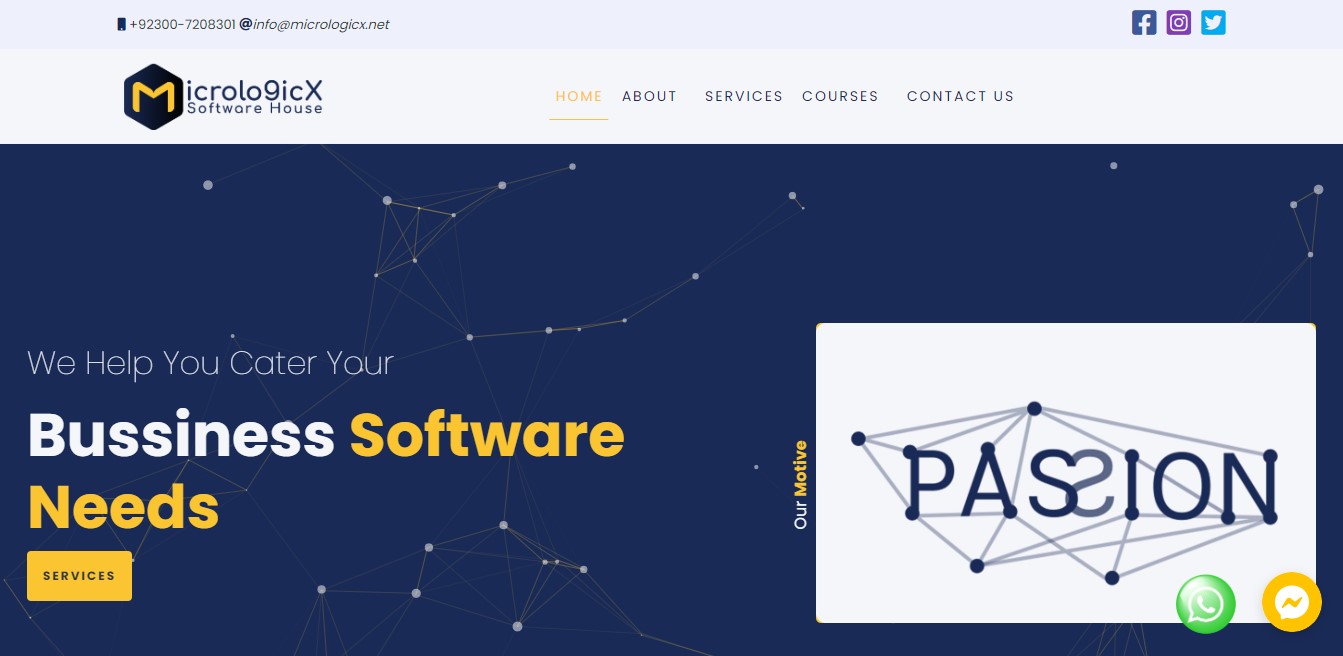 +92300-7208301 @info@micrologicx.net
MicrologicX
Software House
HOME ABOUT SERVICES COURSES CONTACT US
We Help You Cater Your
Bussiness Software
Needs
SERVICES
Our Motive
PASSION